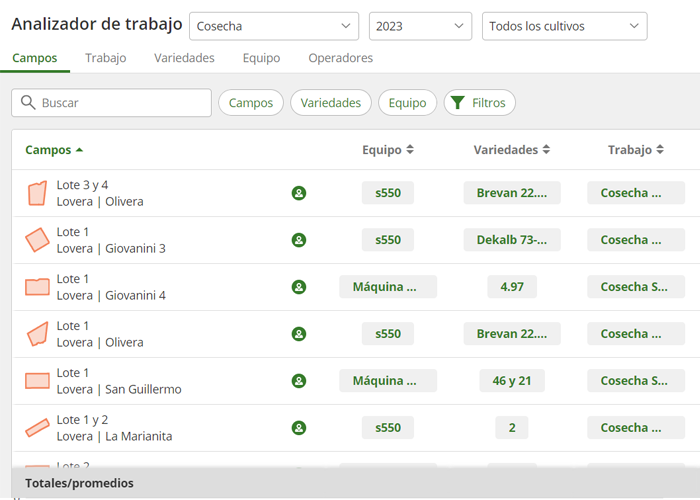 Analizador de trabajo
Cosecha
2023
Todos los cultivos
Campos
Trabajo
Variedades
Equipo
Operadores
Buscar
Campos
Variedades
Equipo
Filtros
Campos
Equipo
Variedades
Trabajo
Lote 3 y 4
Lovera | Olivera
s550
Brevan 22....
Cosecha ...
Lote 1
Lovera | Giovanini 3
s550
Dekalb 73-...
Cosecha ...
Lote 1
Lovera | Giovanini 4
Máquina ...
4.97
Cosecha S...
Lote 1
Lovera | Olivera
s550
Brevan 22....
Cosecha ...
Lote 1
Lovera | San Guillermo
Máquina ...
46 y 21
Cosecha S...
Lote 1 y 2
Lovera | La Marianita
s550
2
Cosecha ...
Lote 2
Totales/promedios